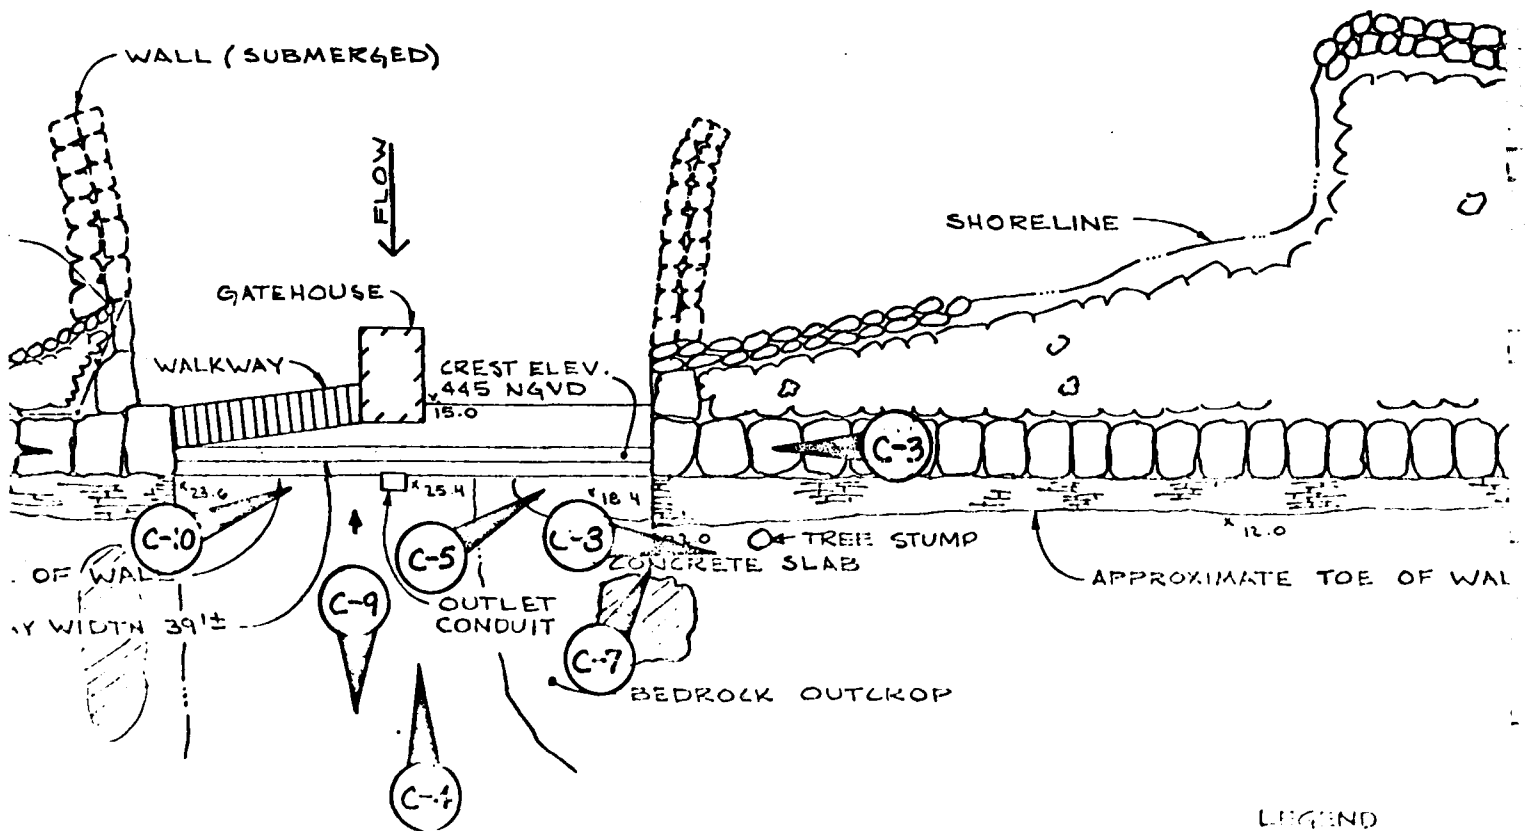 WALL (SUBMERGED)
FLOW
SHORELINE
GATEHOUSE
WALKWAY
CREST ELEV.
445 NGVD
15.0
C-3
23.6
25.4
18.4
C-10
C-5
C-3
TREE STUMP
12.0
CONCRETE SLAB
OF WALL
APPROXIMATE TOE OF WAL
C-9
OUTLET
CONDUIT
WIDTH 39'±
C-7
BEDROCK OUTCROP
C-4
LEGEND